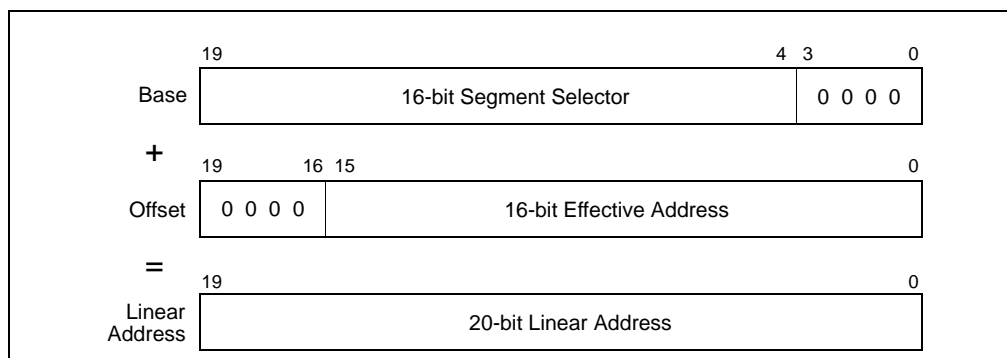 19 4 3 0
Base 16-bit Segment Selector 0 0 0 0
+
19 16 15 0
Offset 0 0 0 0 16-bit Effective Address
=
19 0
Linear
Address 20-bit Linear Address